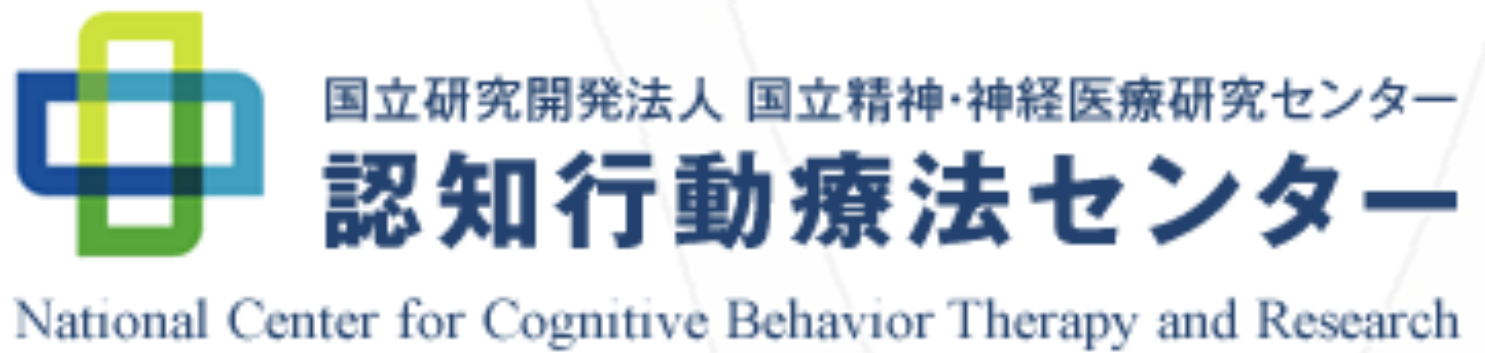 国立研究開発法人 国立精神・神経医療研究センター
認知行動療法センター
National Center for Cognitive Behavior Therapy and Research